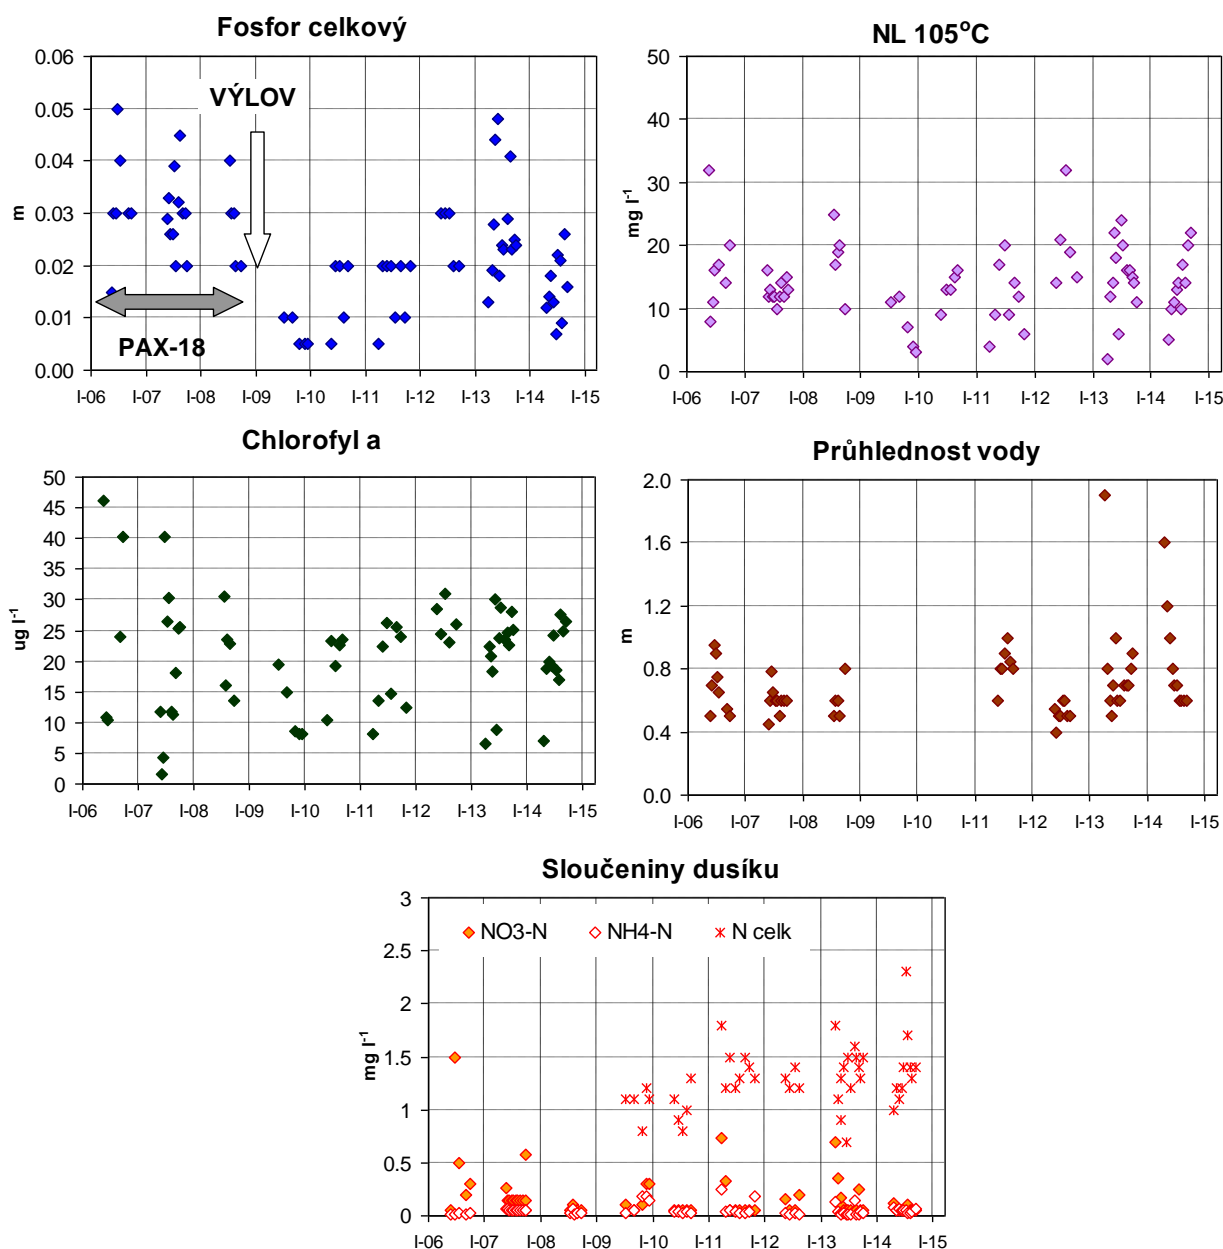 Fosfor celkový
0.06
0.05
0.04
0.03
0.02
0.01
0.00
m
VÝLOV
PAX-18
I-06 I-07 I-08 I-09 I-10 I-11 I-12 I-13 I-14 I-15
NL 105°C
50
40
30
20
10
0
mg l-1
I-06 I-07 I-08 I-09 I-10 I-11 I-12 I-13 I-14 I-15
Chlorofyl a
50
45
40
35
30
25
20
15
10
5
0
ug l-1
I-06 I-07 I-08 I-09 I-10 I-11 I-12 I-13 I-14 I-15
Průhlednost vody
2.0
1.6
1.2
0.8
0.4
0.0
m
I-06 I-07 I-08 I-09 I-10 I-11 I-12 I-13 I-14 I-15
Sloučeniny dusíku
3
2.5
2
1.5
1
0.5
0
mg l-1
NO3-N NH4-N N celk
I-06 I-07 I-08 I-09 I-10 I-11 I-12 I-13 I-14 I-15